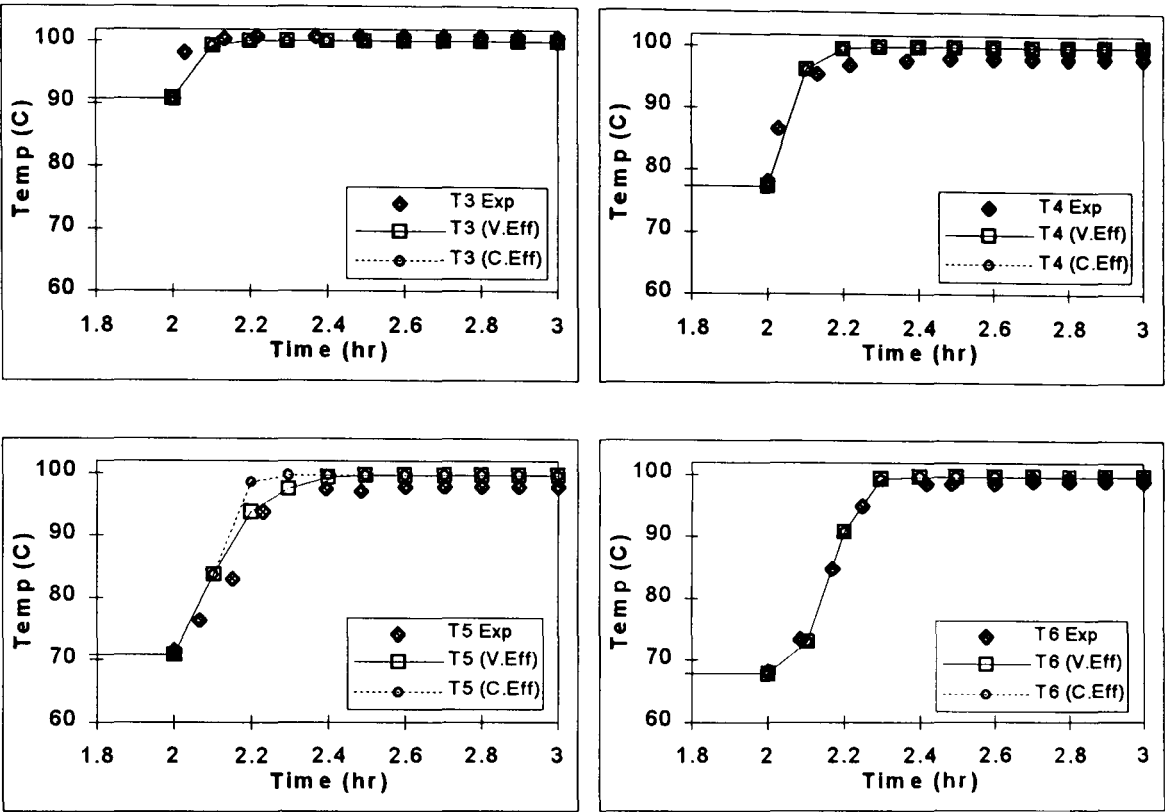 100
90
80
70
60
Temp (C)
T3 Exp
T3 (V.Eff)
T3 (C.Eff)
1.8 2 2.2 2.4 2.6 2.8 3
Time (hr)
100
90
80
70
60
Temp (C)
T4 Exp
T4 (V.Eff)
T4 (C.Eff)
1.8 2 2.2 2.4 2.6 2.8 3
Time (hr)
100
90
80
70
60
Temp (C)
T5 Exp
T5 (V.Eff)
T5 (C.Eff)
1.8 2 2.2 2.4 2.6 2.8 3
Time (hr)
100
90
80
70
60
Temp (C)
T6 Exp
T6 (V.Eff)
T6 (C.Eff)
1.8 2 2.2 2.4 2.6 2.8 3
Time (hr)